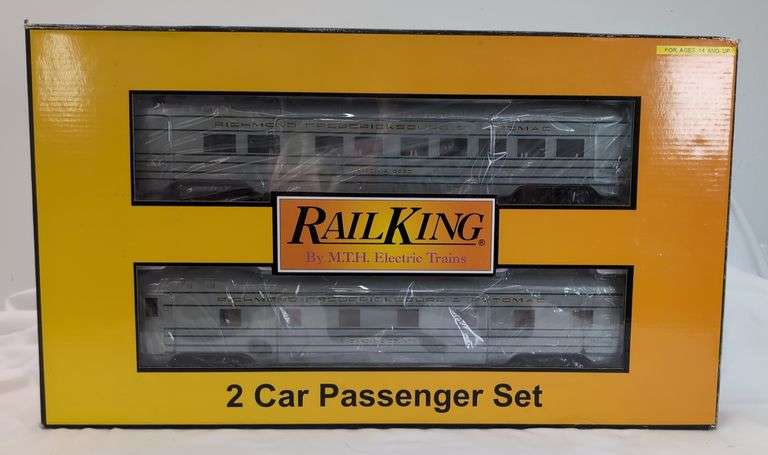 FOR AGES 14 AND UP
RICHMOND FREDERICKSBURG & POTOMAC
RAILKING®
By M.T.H. Electric Trains
RICHMOND FREDERICKSBURG & POTOMAC
2 Car Passenger Set